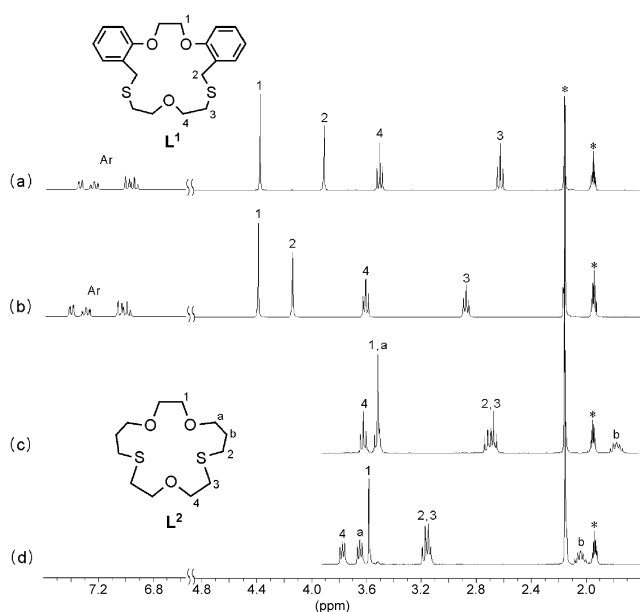 1
O O
2
S S
O 3
4
L¹
1 2 4 3 * *
Ar
(a)
1 2 4 3 *
Ar
(b)
1,a
4 2,3 * b
(c)
1
O O a
b
S S 2
O 3
4
L²
1
4 a 2,3 b *
(d)
7.2 6.8 4.8 4.4 4.0 3.6 3.2 2.8 2.4 2.0
(ppm)